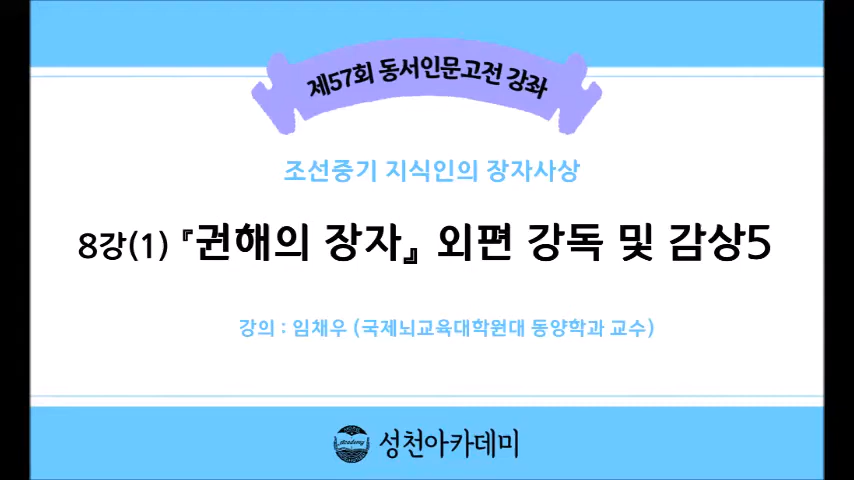 제57회 동서인문고전 강좌
조선중기 지식인의 장자사상
8강(1) 『권해의 장자』 외편 강독 및 감상5
강의 : 임채우 (국제뇌교육대학원대 동양학과 교수)
Academy 성천아카데미